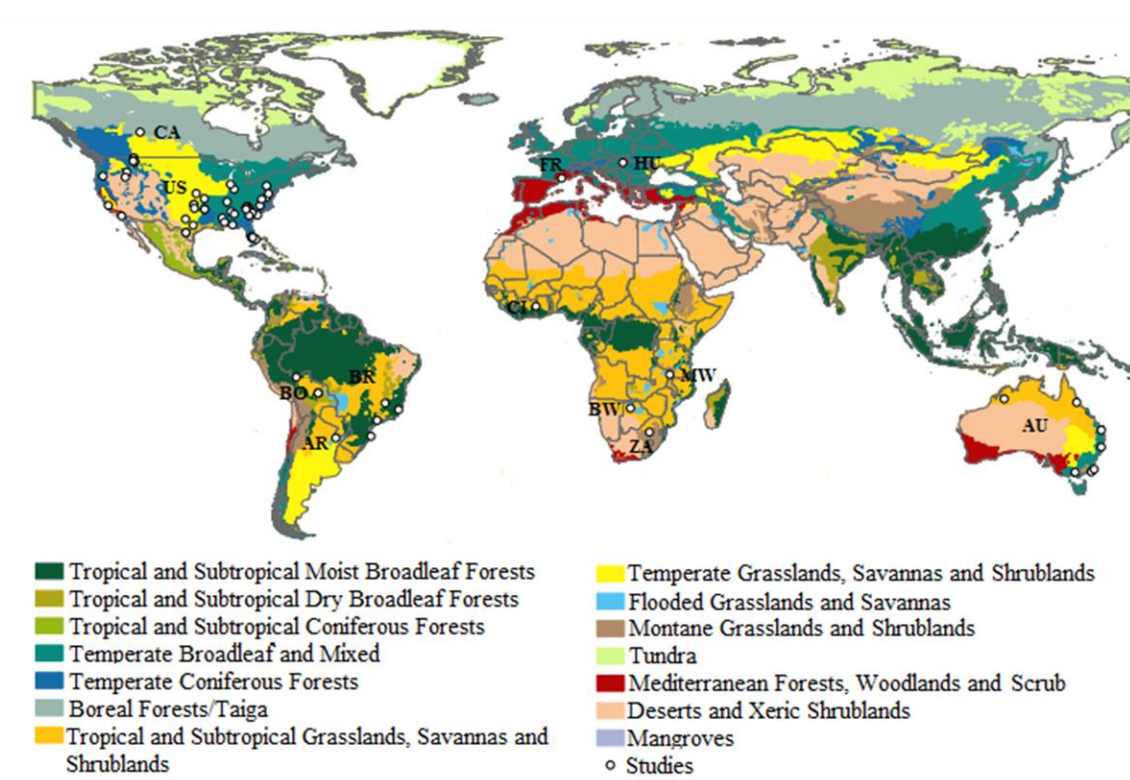 CA
US
FR
HU
CI
BR
BO
AR
MW
BW
ZA
AU
Tropical and Subtropical Moist Broadleaf Forests
Tropical and Subtropical Dry Broadleaf Forests
Tropical and Subtropical Coniferous Forests
Temperate Broadleaf and Mixed
Temperate Coniferous Forests
Boreal Forests/Taiga
Tropical and Subtropical Grasslands, Savannas and
Shrublands
Temperate Grasslands, Savannas and Shrublands
Flooded Grasslands and Savannas
Montane Grasslands and Shrublands
Tundra
Mediterranean Forests, Woodlands and Scrub
Deserts and Xeric Shrublands
Mangroves
Studies